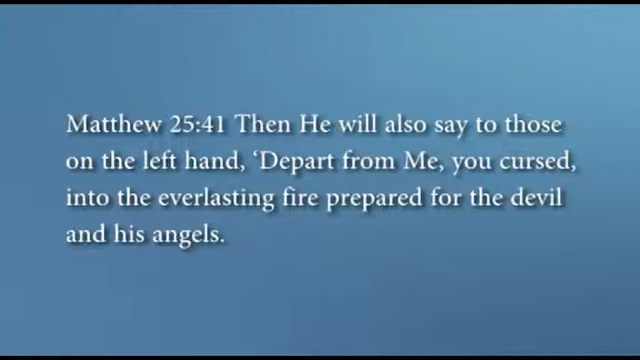 Matthew 25:41 Then He will also say to those
on the left hand, ‘Depart from Me, you cursed,
into the everlasting fire prepared for the devil
and his angels.